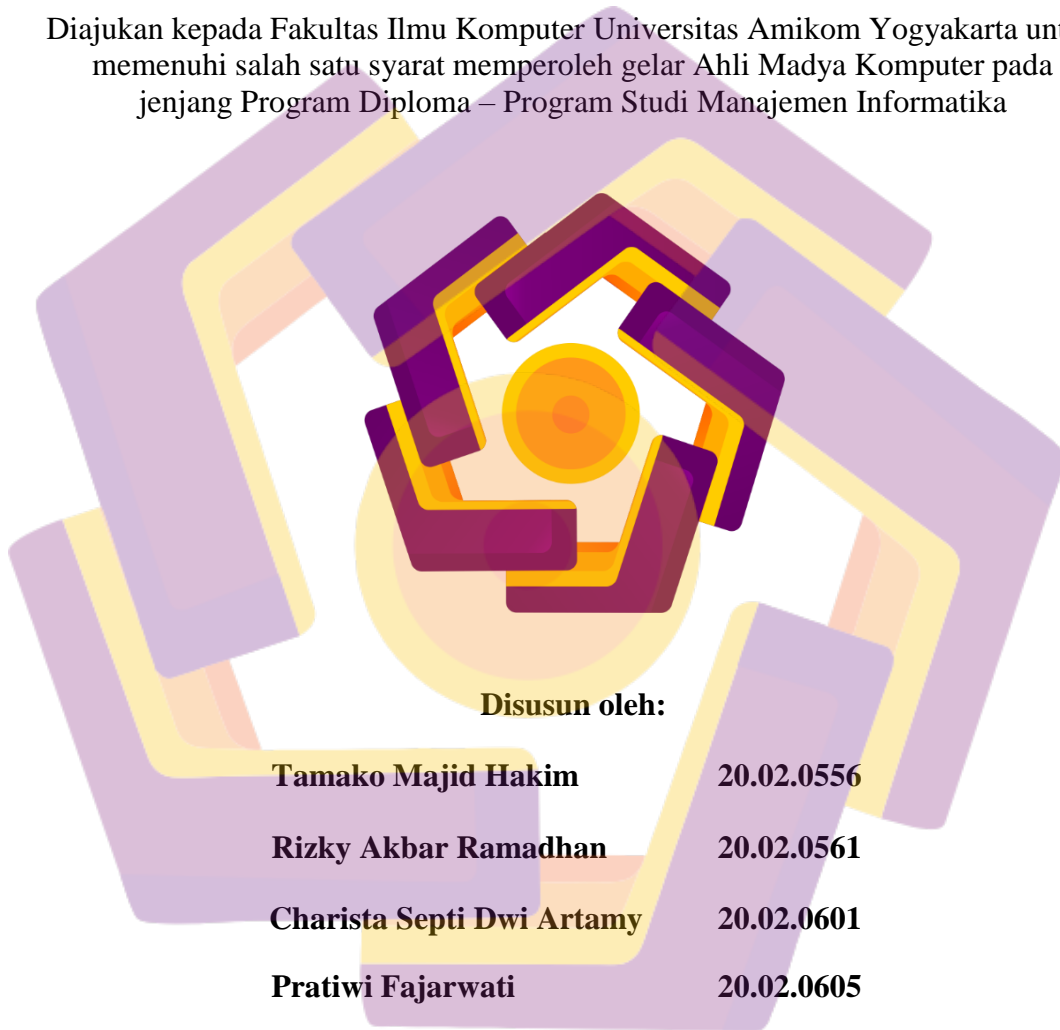 Diajukan kepada Fakultas Ilmu Komputer Universitas Amikom Yogyakarta unt
memenuhi salah satu syarat memperoleh gelar Ahli Madya Komputer pada
jenjang Program Diploma – Program Studi Manajemen Informatika
Disusun oleh:
Tamako Majid Hakim 20.02.0556
Rizky Akbar Ramadhan 20.02.0561
Charista Septi Dwi Artamy 20.02.0601
Pratiwi Fajarwati 20.02.0605